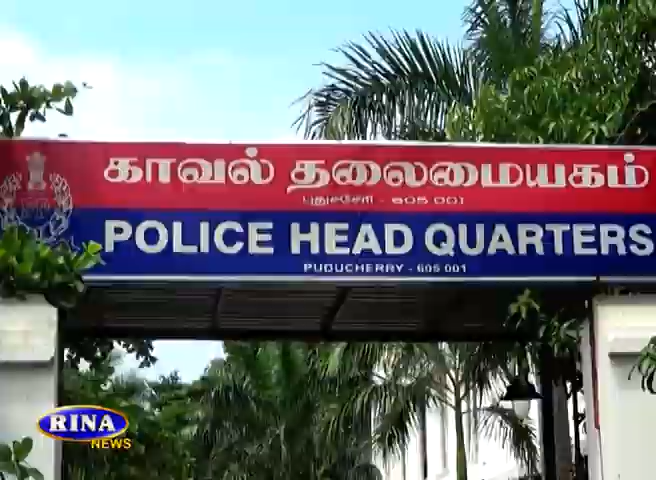 காவல் தலைமையகம்
புதுச்சேரி - 605 001
POLICE HEAD QUARTERS
PUDUCHERRY - 605 001
RINA
NEWS